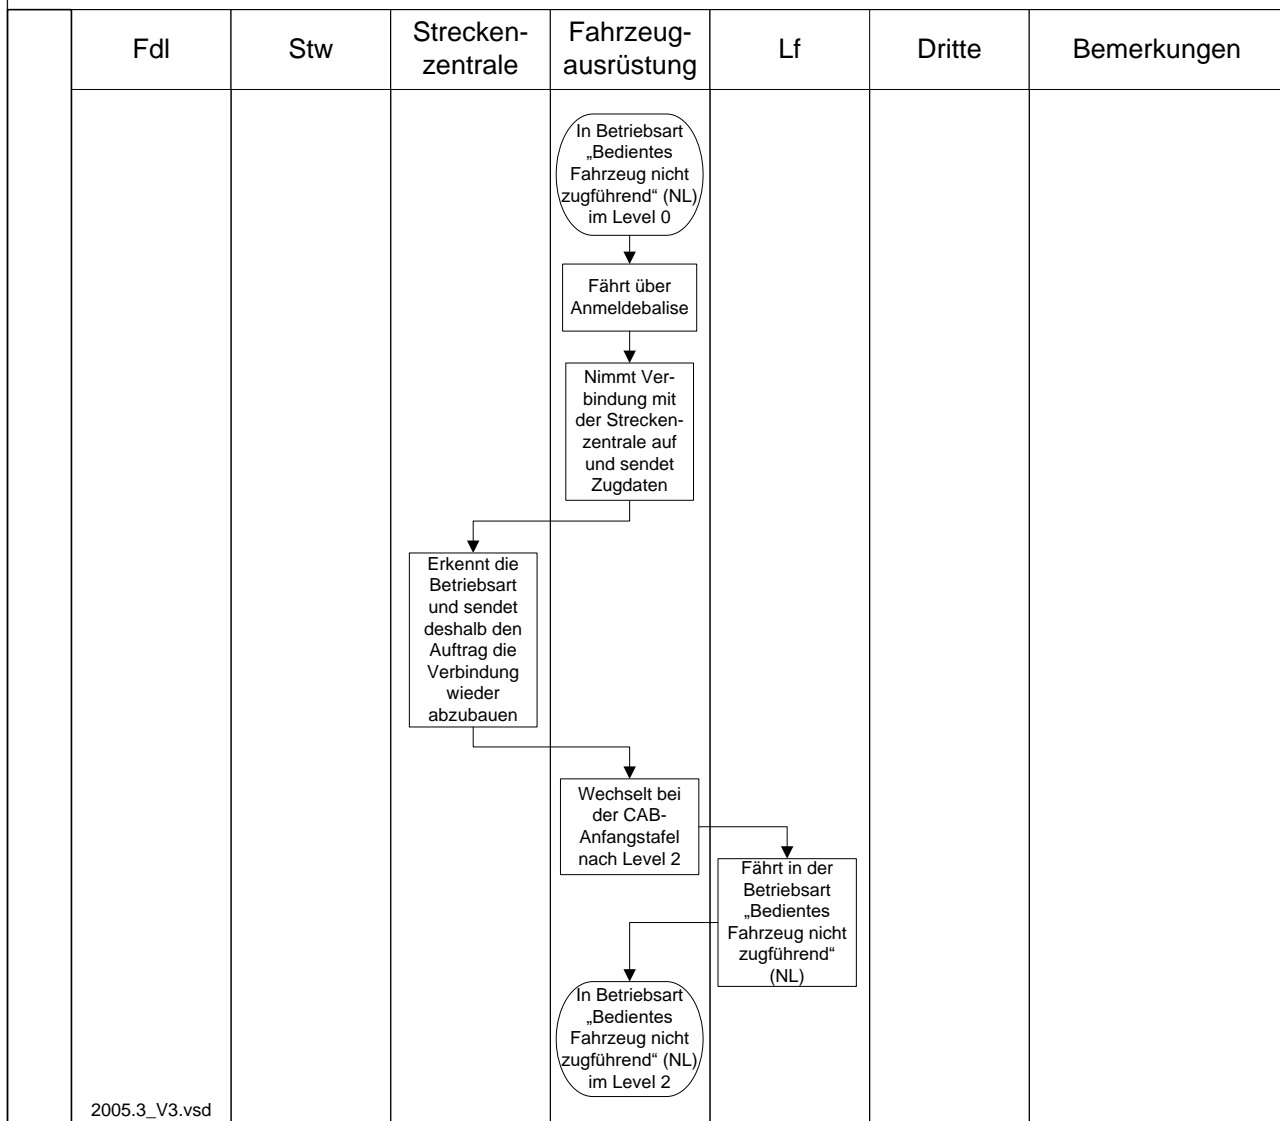 Fdl
Stw
Strecken-
zentrale
Fahrzeug-
ausrüstung
Lf
Dritte
Bemerkungen
In Betriebsart
„Bedientes
Fahrzeug nicht
zugführend“ (NL)
im Level 0
Fährt über
Anmeldebalise
Nimmt Ver-
bindung mit
der Strecken-
zentrale auf
und sendet
Zugdaten
Erkennt die
Betriebsart
und sendet
deshalb den
Auftrag die
Verbindung
wieder
abzubauen
Wechselt bei
der CAB-
Anfangstafel
nach Level 2
Fährt in der
Betriebsart
„Bedientes
Fahrzeug nicht
zugführend“
(NL)
In Betriebsart
„Bedientes
Fahrzeug nicht
zugführend“ (NL)
im Level 2
2005.3_V3.vsd